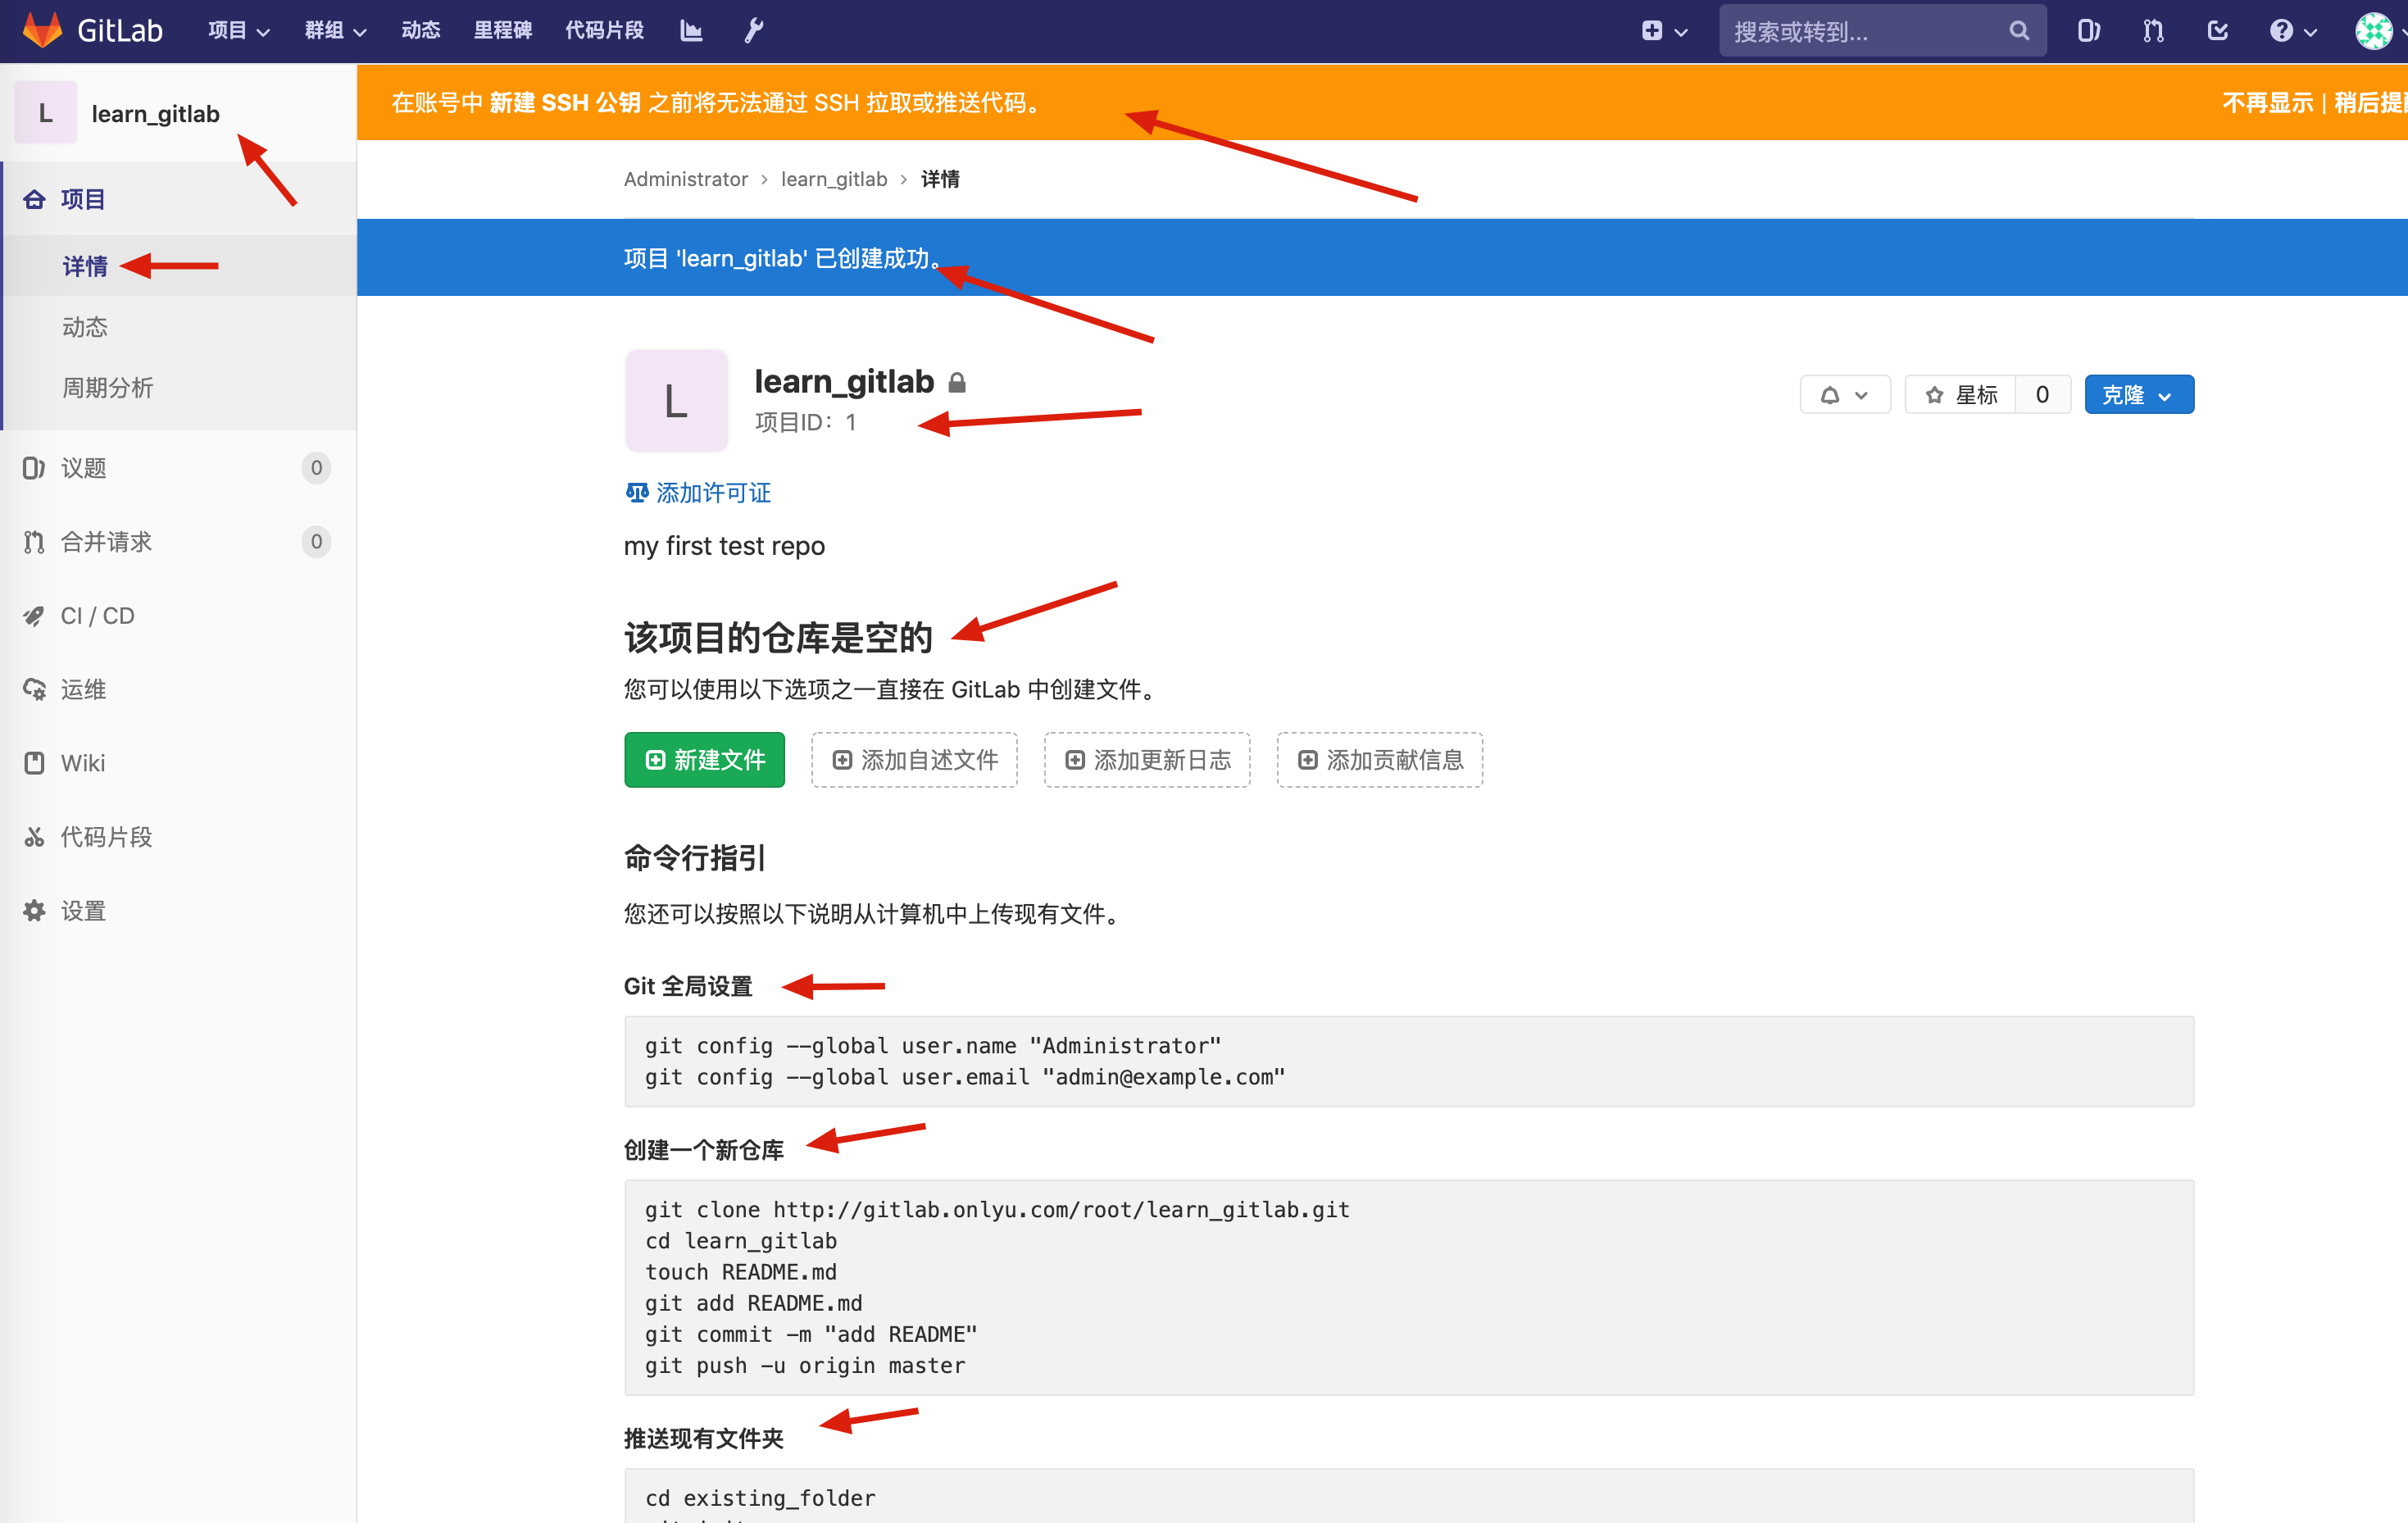 GitLab 项目 群组 动态 里程碑 代码片段 搜索或转到...
L learn_gitlab
项目
详情
动态
周期分析
议题 0
合并请求 0
CI / CD
运维
Wiki
代码片段
设置
在账号中 新建 SSH 公钥 之前将无法通过 SSH 拉取或推送代码。 不再显示 | 稍后提
Administrator › learn_gitlab › 详情
项目 'learn_gitlab' 已创建成功。
L
learn_gitlab
项目ID：1
星标 0 克隆
添加许可证
my first test repo
该项目的仓库是空的
您可以使用以下选项之一直接在 GitLab 中创建文件。
新建文件 添加自述文件 添加更新日志 添加贡献信息
命令行指引
您还可以按照以下说明从计算机中上传现有文件。
Git 全局设置
git config --global user.name "Administrator"
git config --global user.email "admin@example.com"
创建一个新仓库
git clone http://gitlab.onlyu.com/root/learn_gitlab.git
cd learn_gitlab
touch README.md
git add README.md
git commit -m "add README"
git push -u origin master
推送现有文件夹
cd existing_folder